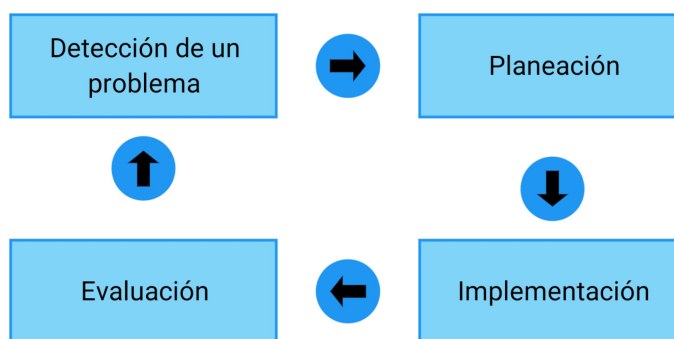 Detección de un
problema
Planeación
Evaluación
Implementación